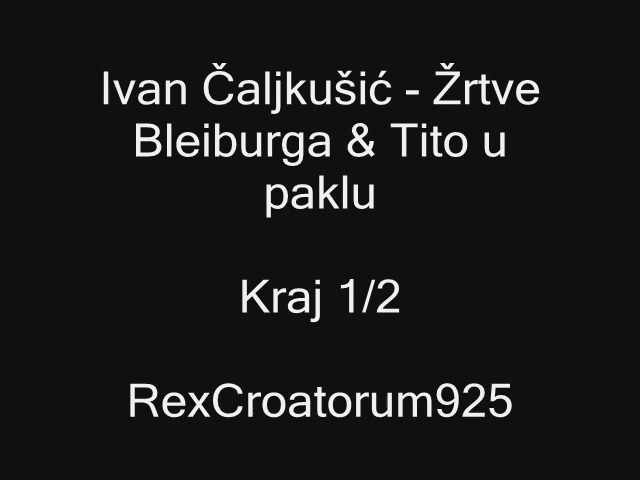 Ivan Čaljkušić - Žrtve
Bleiburga & Tito u
paklu
Kraj 1/2
RexCroatorum925